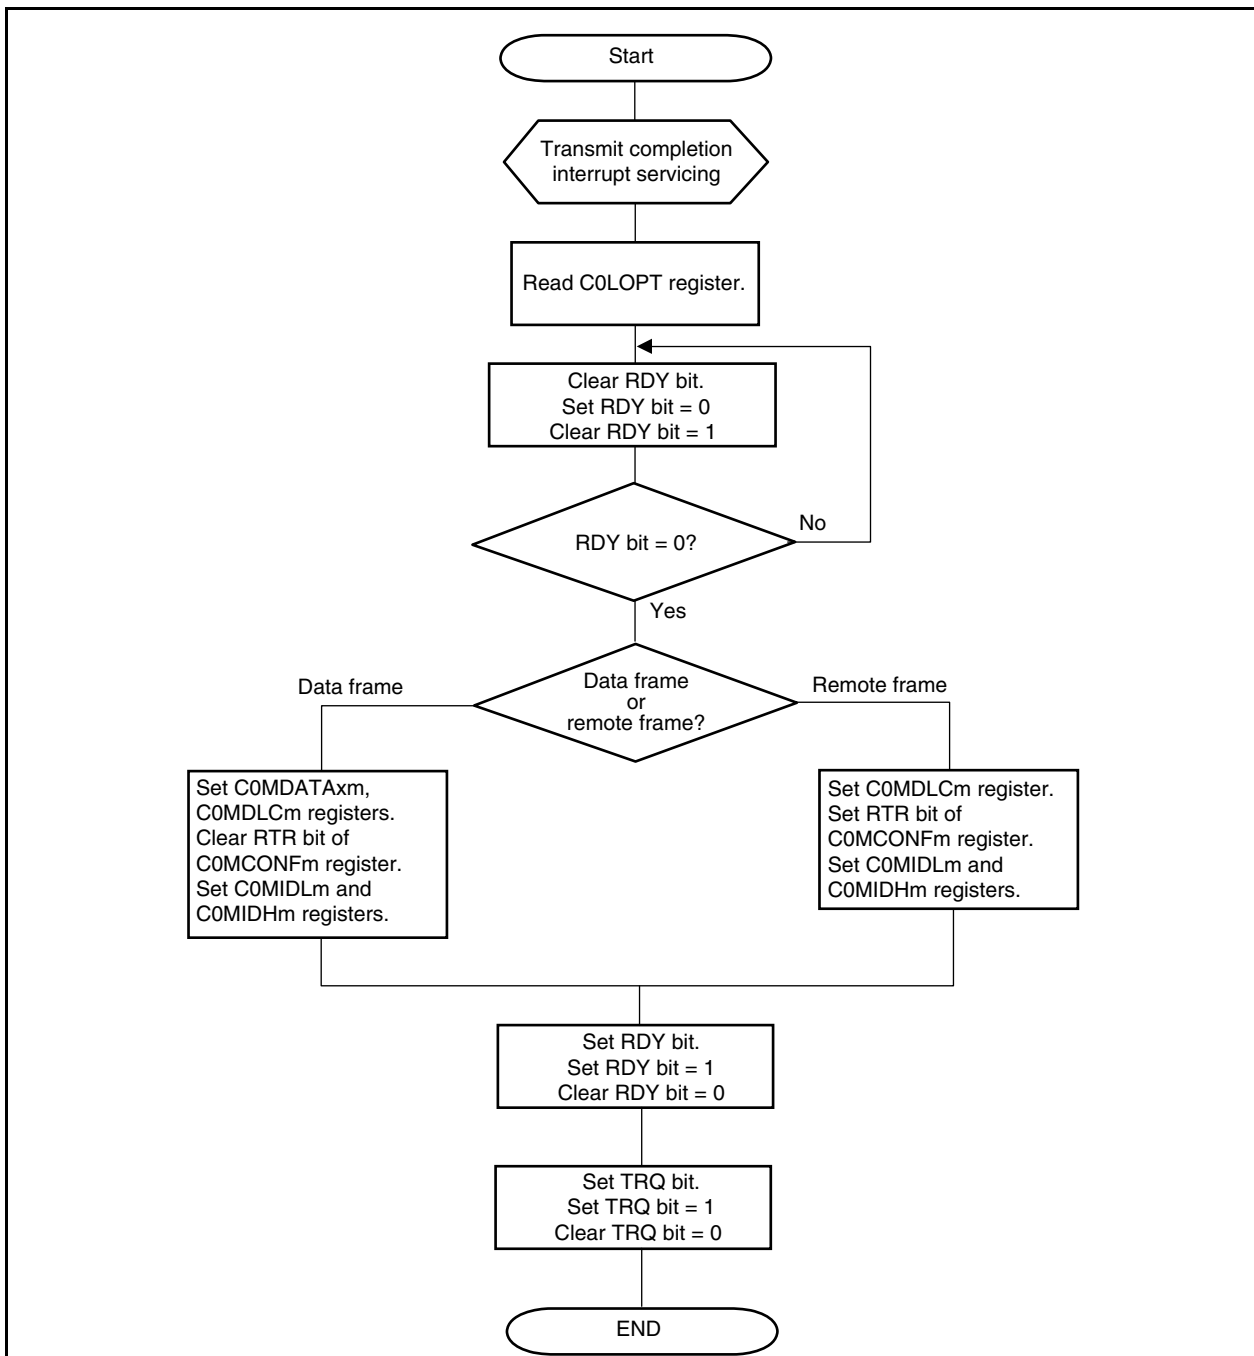 Start
Transmit completion
interrupt servicing
Read C0LOPT register.
Clear RDY bit.
Set RDY bit = 0
Clear RDY bit = 1
RDY bit = 0?
No
Yes
Data frame
Data frame
or
remote frame?
Remote frame
Set C0MDATAxm,
C0MDLCm registers.
Clear RTR bit of
C0MCONFm register.
Set C0MIDLm and
C0MIDHm registers.
Set C0MDLCm register.
Set RTR bit of
C0MCONFm register.
Set C0MIDLm and
C0MIDHm registers.
Set RDY bit.
Set RDY bit = 1
Clear RDY bit = 0
Set TRQ bit.
Set TRQ bit = 1
Clear TRQ bit = 0
END